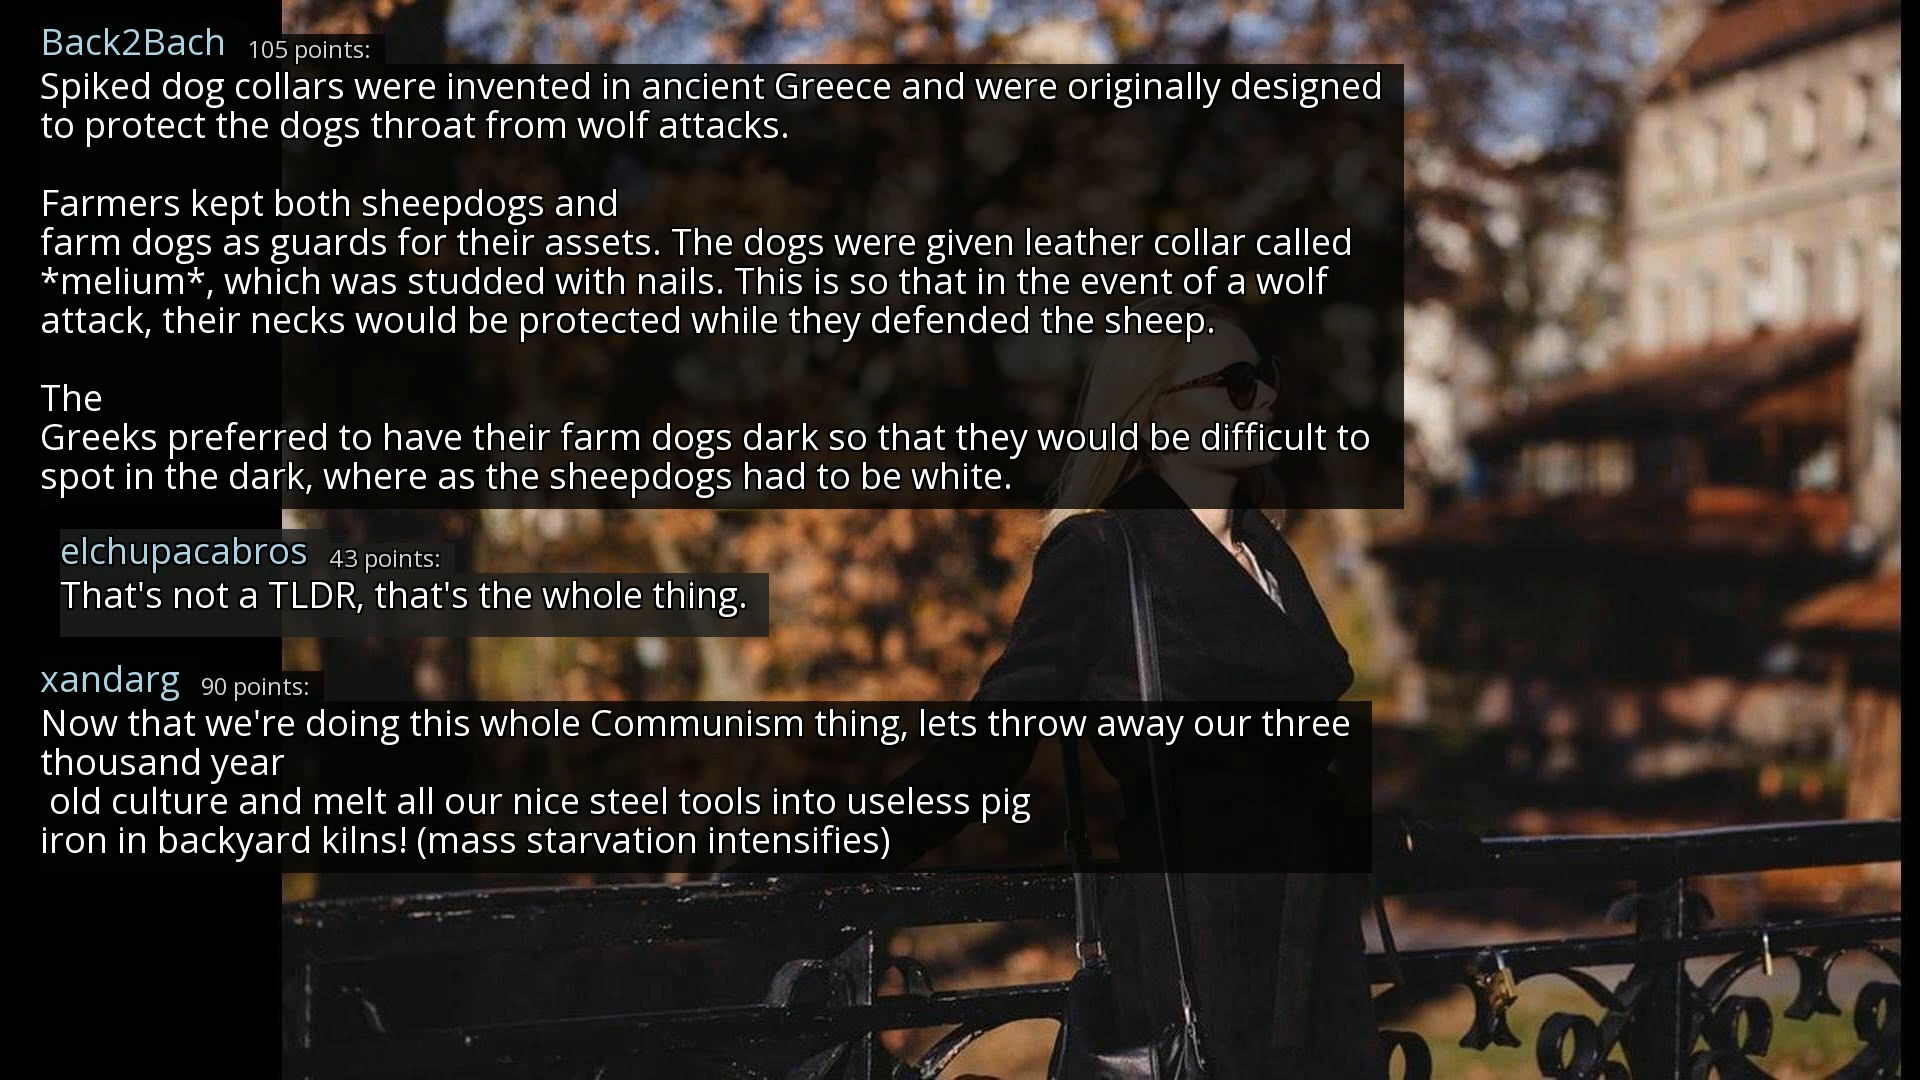 Back2Bach 105 points:
Spiked dog collars were invented in ancient Greece and were originally designed
to protect the dogs throat from wolf attacks.
Farmers kept both sheepdogs and
farm dogs as guards for their assets. The dogs were given leather collar called
*melium*, which was studded with nails. This is so that in the event of a wolf
attack, their necks would be protected while they defended the sheep.
The
Greeks preferred to have their farm dogs dark so that they would be difficult to
spot in the dark, where as the sheepdogs had to be white.
elchupacabros 43 points:
That's not a TLDR, that's the whole thing.
xandarg 90 points:
Now that we're doing this whole Communism thing, lets throw away our three
thousand year
old culture and melt all our nice steel tools into useless pig
iron in backyard kilns! (mass starvation intensifies)